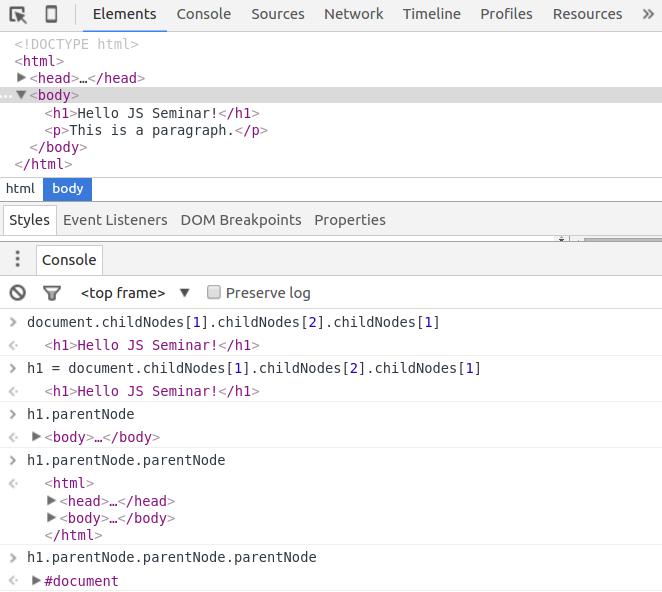 Elements Console Sources Network Timeline Profiles Resources »
<!DOCTYPE html>
<html>
▶<head>…</head>
...▼<body>
<h1>Hello JS Seminar!</h1>
<p>This is a paragraph.</p>
</body>
</html>
html body
Styles Event Listeners DOM Breakpoints Properties
Console
<top frame> ▼ Preserve log
> document.childNodes[1].childNodes[2].childNodes[1]
<h1>Hello JS Seminar!</h1>
> h1 = document.childNodes[1].childNodes[2].childNodes[1]
<h1>Hello JS Seminar!</h1>
> h1.parentNode
▶<body>…</body>
> h1.parentNode.parentNode
<html>
▶<head>…</head>
▶<body>…</body>
</html>
> h1.parentNode.parentNode.parentNode
▶#document